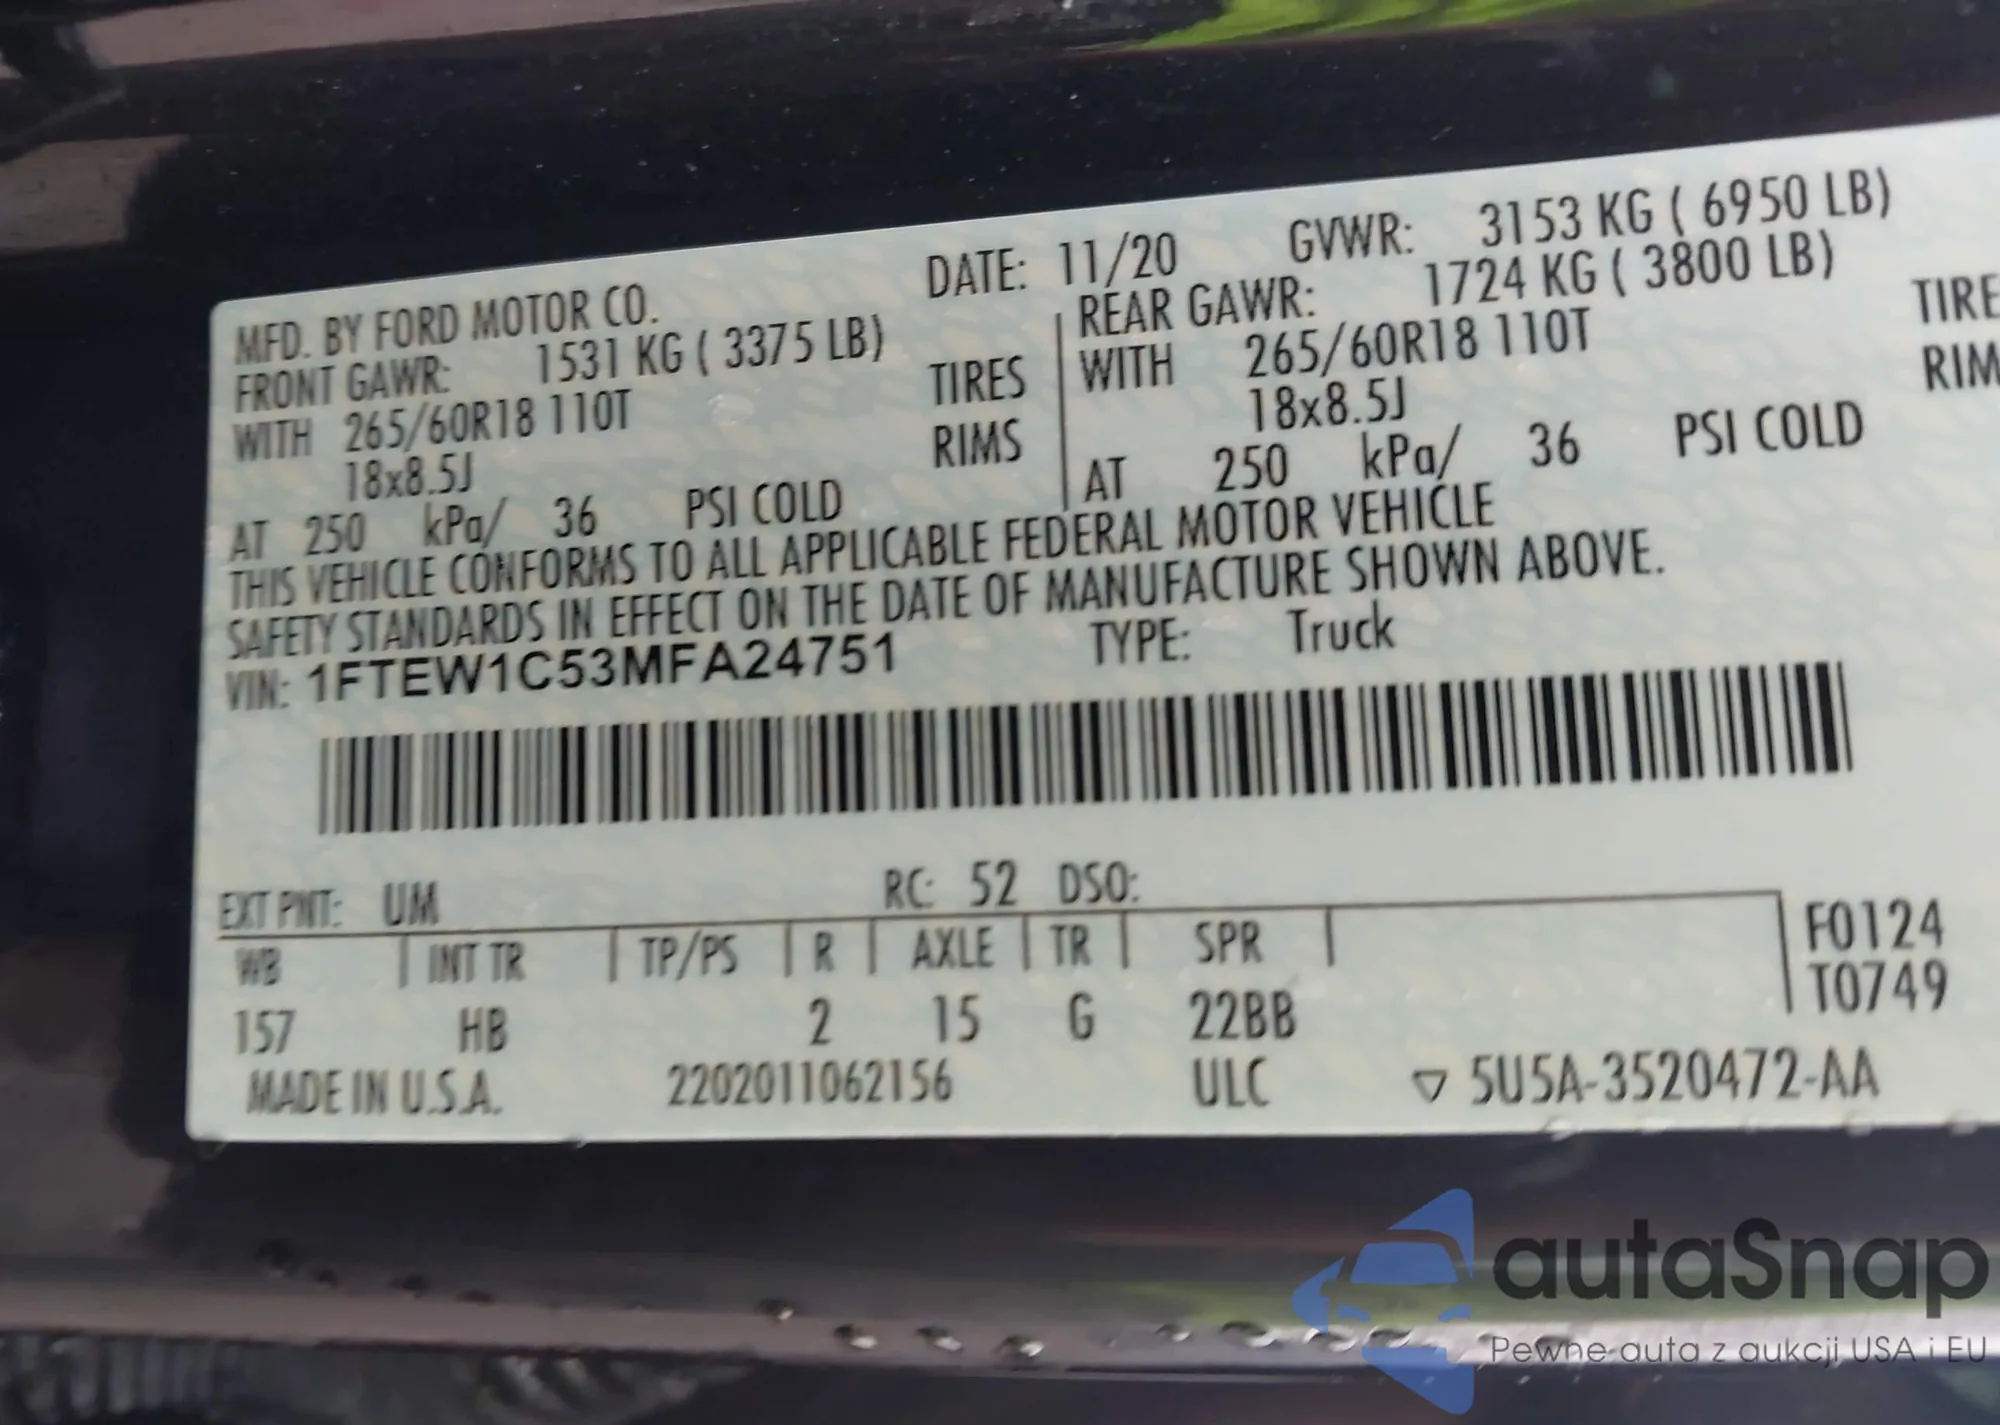 MFD. BY FORD MOTOR CO. DATE: 11/20 GVWR: 3153 KG ( 6950 LB)
FRONT GAWR: 1531 KG ( 3375 LB) REAR GAWR: 1724 KG ( 3800 LB)
WITH 265/60R18 110T TIRES WITH 265/60R18 110T TIRE
18x8.5J RIMS 18x8.5J RIM
AT 250 kPa/ 36 PSI COLD AT 250 kPa/ 36 PSI COLD
THIS VEHICLE CONFORMS TO ALL APPLICABLE FEDERAL MOTOR VEHICLE
SAFETY STANDARDS IN EFFECT ON THE DATE OF MANUFACTURE SHOWN ABOVE.
VIN: 1FTEW1C53MFA24751 TYPE: Truck
EXT PNT: UM RC: 52 DSO:
WB INT TR TP/PS R AXLE TR SPR F0124
157 HB 2 15 G 22BB T0749
MADE IN U.S.A. 2202011062156 ULC ▽ 5U5A-3520472-AA
autaSnap
Pewne auta z aukcji USA i EU